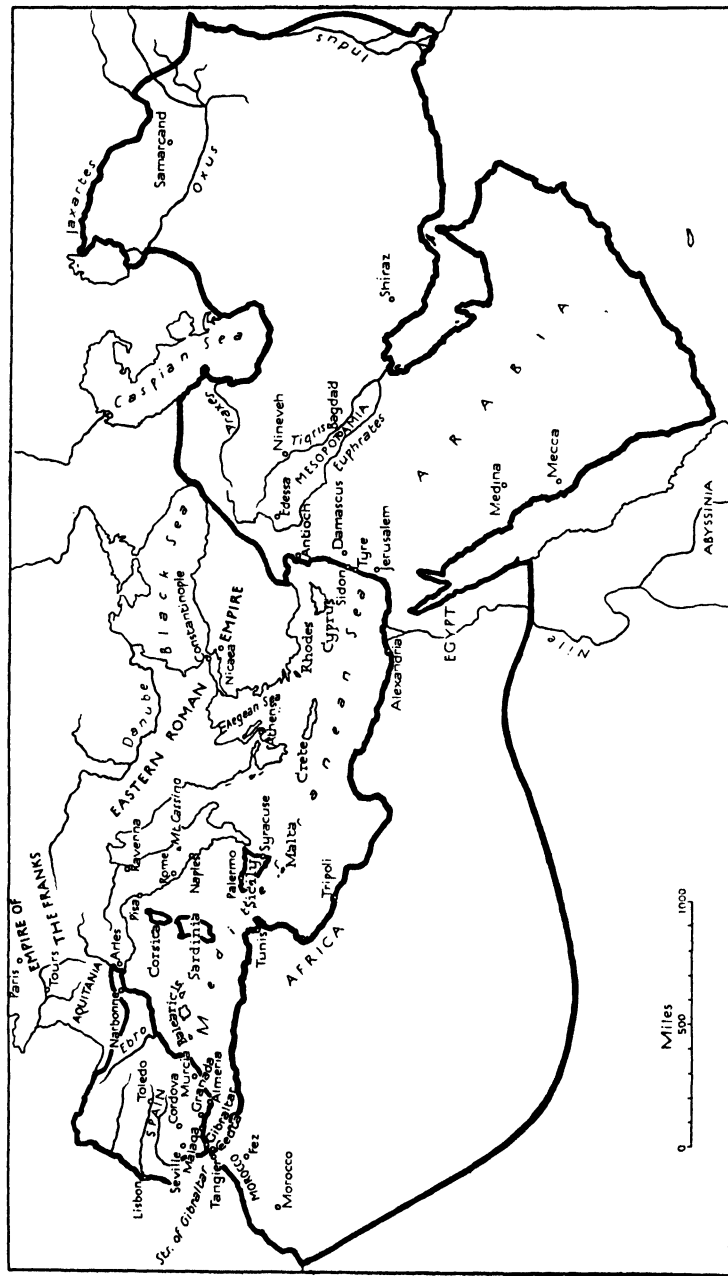 Paris
EMPIRE OF
THE FRANKS
Tours
AQUITANIA
Narbonne
Arles
Ebro
Pisa
Ravenna
Rome
Mt.Cassino
Naples
Corsica
Sardinia
Balearic Is
Palermo
Sicily
Syracuse
Malta
Danube
EASTERN ROMAN
EMPIRE
Constantinople
Nicaea
Black Sea
Aegean Sea
Athens
Crete
Rhodes
Cyprus
Mediterranean Sea
Caspian Sea
Araxes
Jaxartes
Samarcand
Oxus
Indus
Shiraz
Nineveh
Edessa
Tigris
Bagdad
MESOPOTAMIA
Euphrates
Antioch
Damascus
Sidon
Tyre
Jerusalem
ARABIA
Medina
Mecca
Alexandria
EGYPT
Nile
ABYSSINIA
Lisbon
SPAIN
Toledo
Cordova
Seville
Murcia
Malaga
Granada
Almeria
Gibraltar
Ceuta
Tangier
Str. of Gibraltar
MOROCCO
Fez
Morocco
Tunis
AFRICA
Tripoli
Miles
0 500 1000